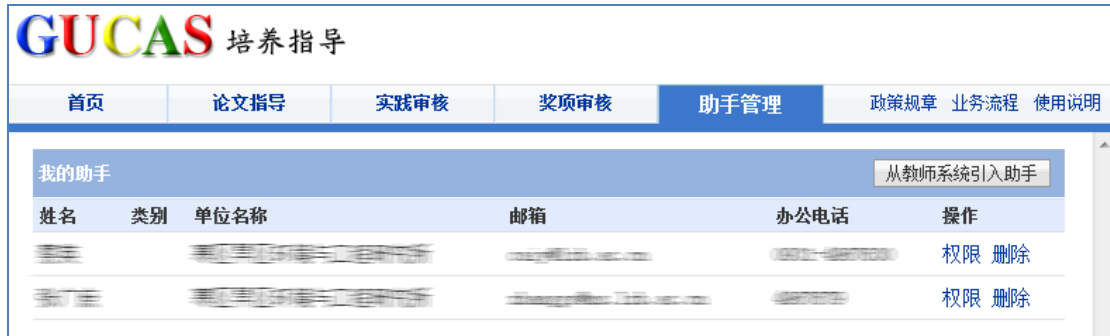 GUCAS 培养指导
首页 论文指导 实践审核 奖项审核 助手管理 政策规章 业务流程 使用说明
我的助手 从教师系统引入助手
姓名 类别 单位名称 邮箱 办公电话 操作
权限 删除
权限 删除